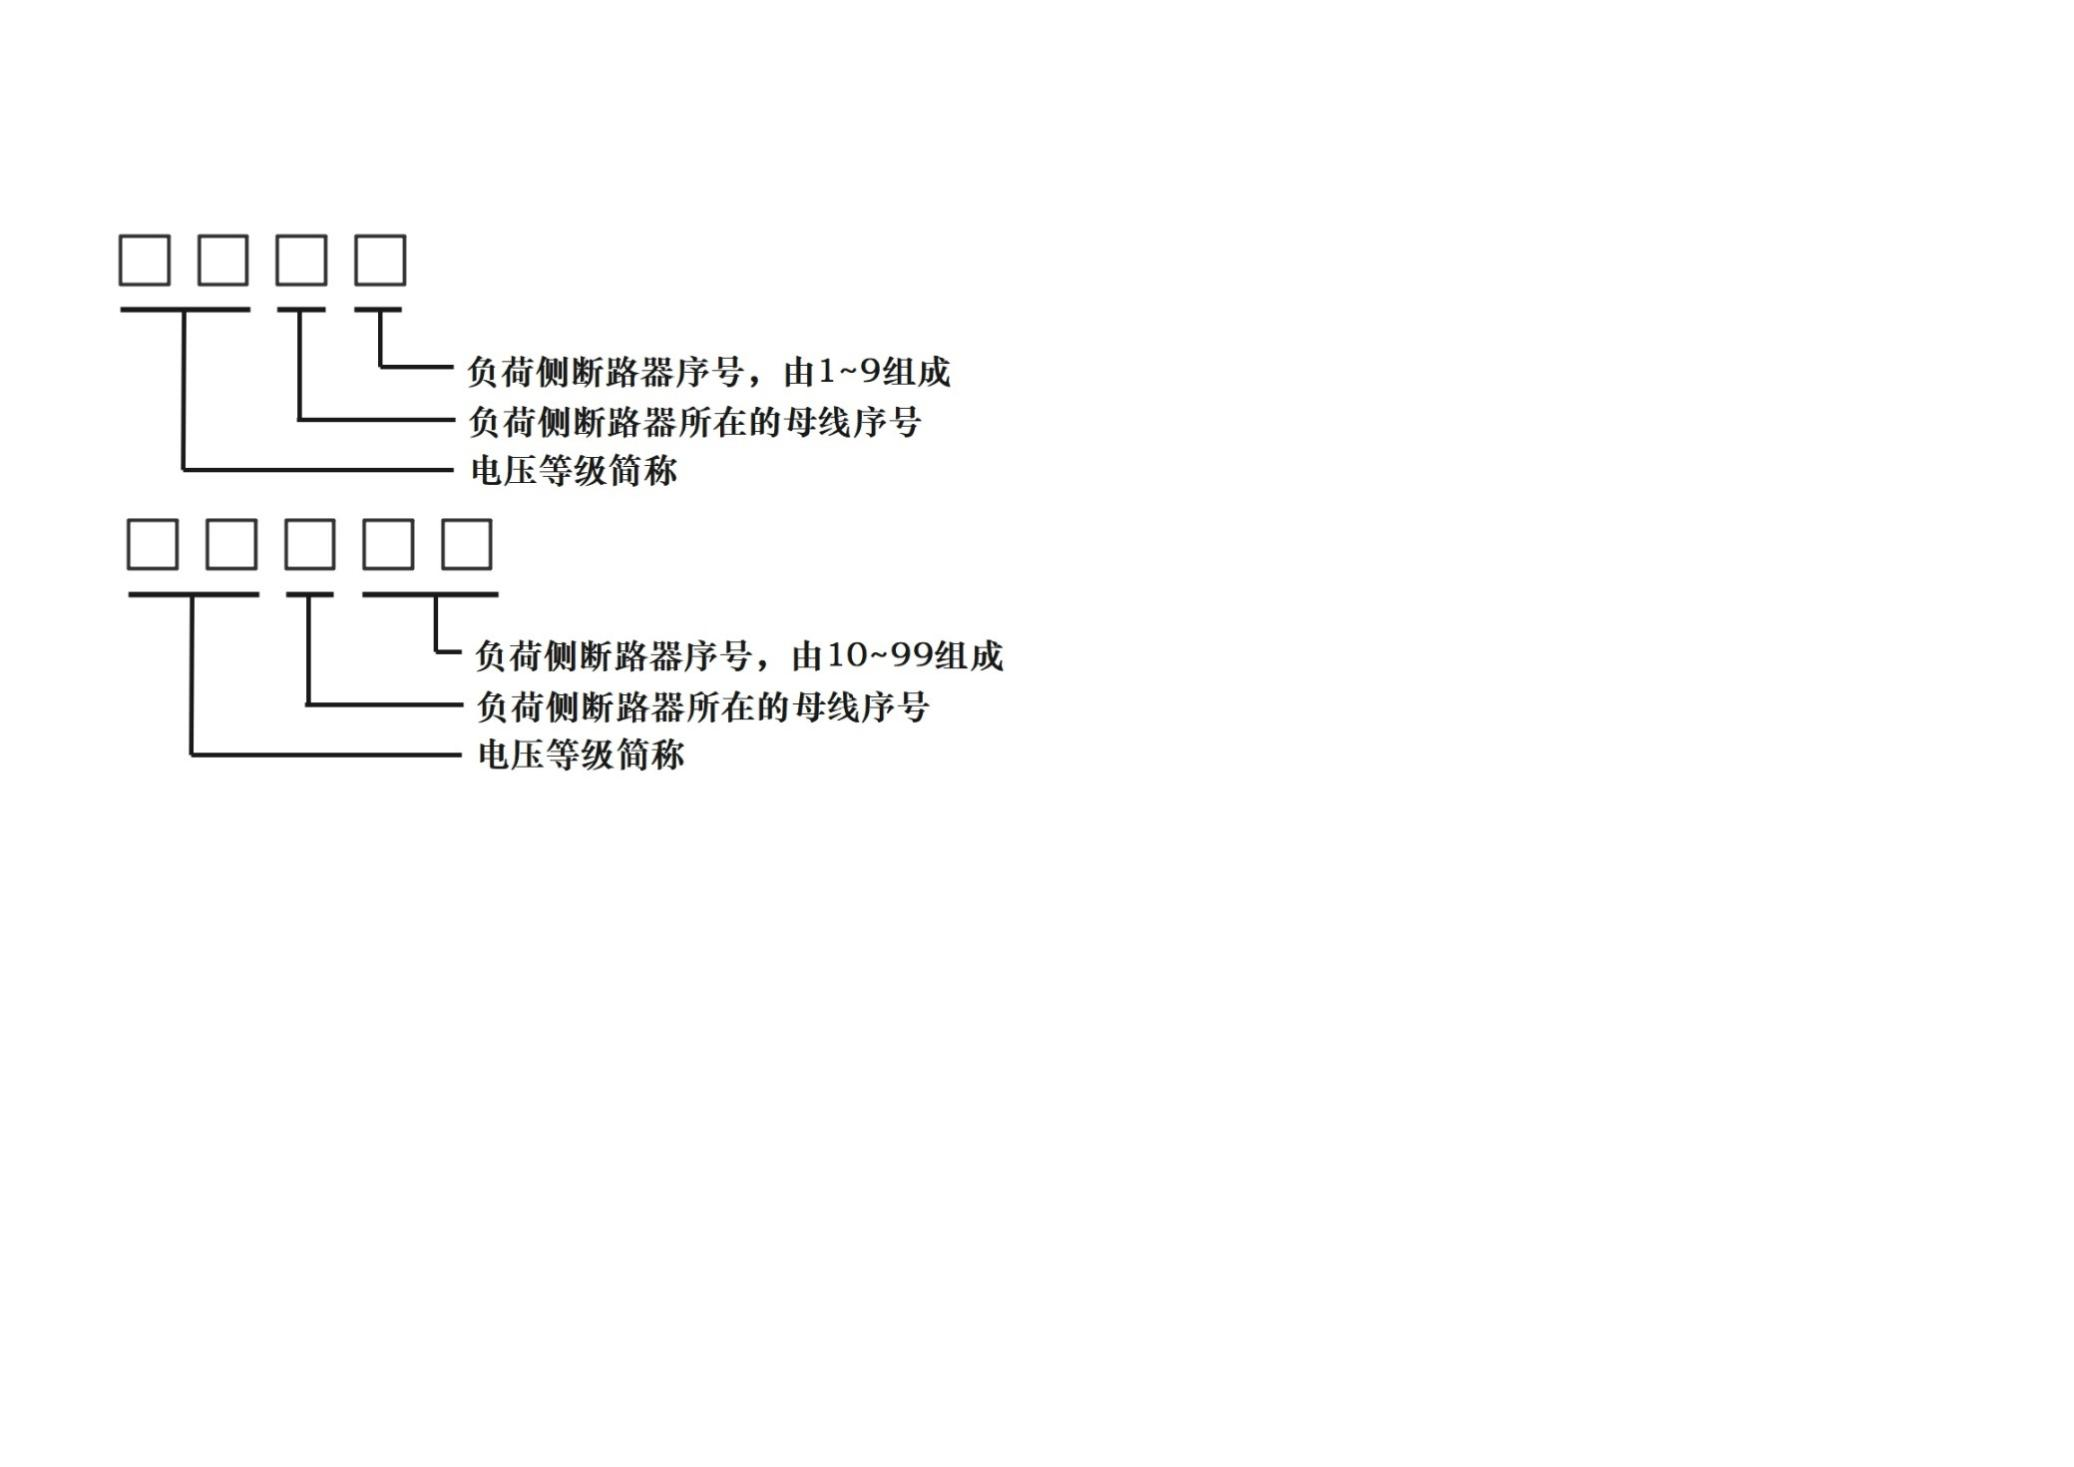 负荷侧断路器序号，由1~9组成
负荷侧断路器所在的母线序号
电压等级简称
负荷侧断路器序号，由10~99组成
负荷侧断路器所在的母线序号
电压等级简称